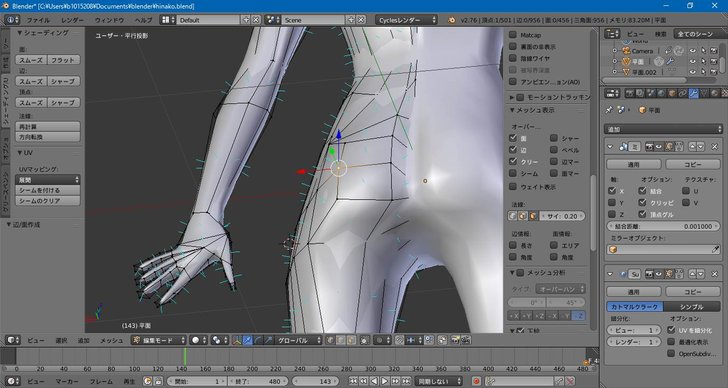 Blender* [C:¥Users¥b1015208¥Documents¥blender¥hinako.blend]
ファイル レンダー ウィンドウ ヘルプ Default Scene Cyclesレンダー v2.76 | 頂点:1/501 | 辺:0/956 | 面:0/456 | 三角面:956 | メモリ:83.20M | 平面
シェーディング
面:
スムーズ フラット
辺:
スムーズ シャープ
頂点:
スムーズ シャープ
法線:
再計算
方向転換
UV
UVマッピング:
展開
シームを付ける
シームのクリア
辺/面作成
ユーザー・平行投影
(143) 平面
Matcap
裏面の非表示
陰線ワイヤ
被写界深度
アンビエン...ョン(AO)
モーショントラッキン
メッシュ表示
オーバー...
面 シャー
辺 ベベル
クリー 辺マー
シーム 面マー
ウェイト表示
法線:
サイ: 0.20
辺情報: 面情報:
長さ エリア
角度 角度
メッシュ分析
タイプ: オーバーハン
0° 45°
+X +Y +Z -X -Y -Z
下絵
ビュー 検索 全てのシーン
World
Camera
平面
平面.002
平面
追加
ミ
適用 コピー
軸: オプション: テクスチャ:
X 結合 U
Y クリッピ V
Z 頂点グル
結合距離: 0.001000
ミラーオブジェクト:
Su
適用 コピー
カトマルクラーク シンプル
細分化: オプション:
ビュー: 1 UV を細分化
レンダー: 1 最適化表示
OpenSubdiv...
ビュー 選択 追加 メッシュ 編集モード グローバル
0 50 100 150 200 250 300 350 400 450 480
ビュー マーカー フレーム 再生 開始: 1 終了: 480 143 同期しない